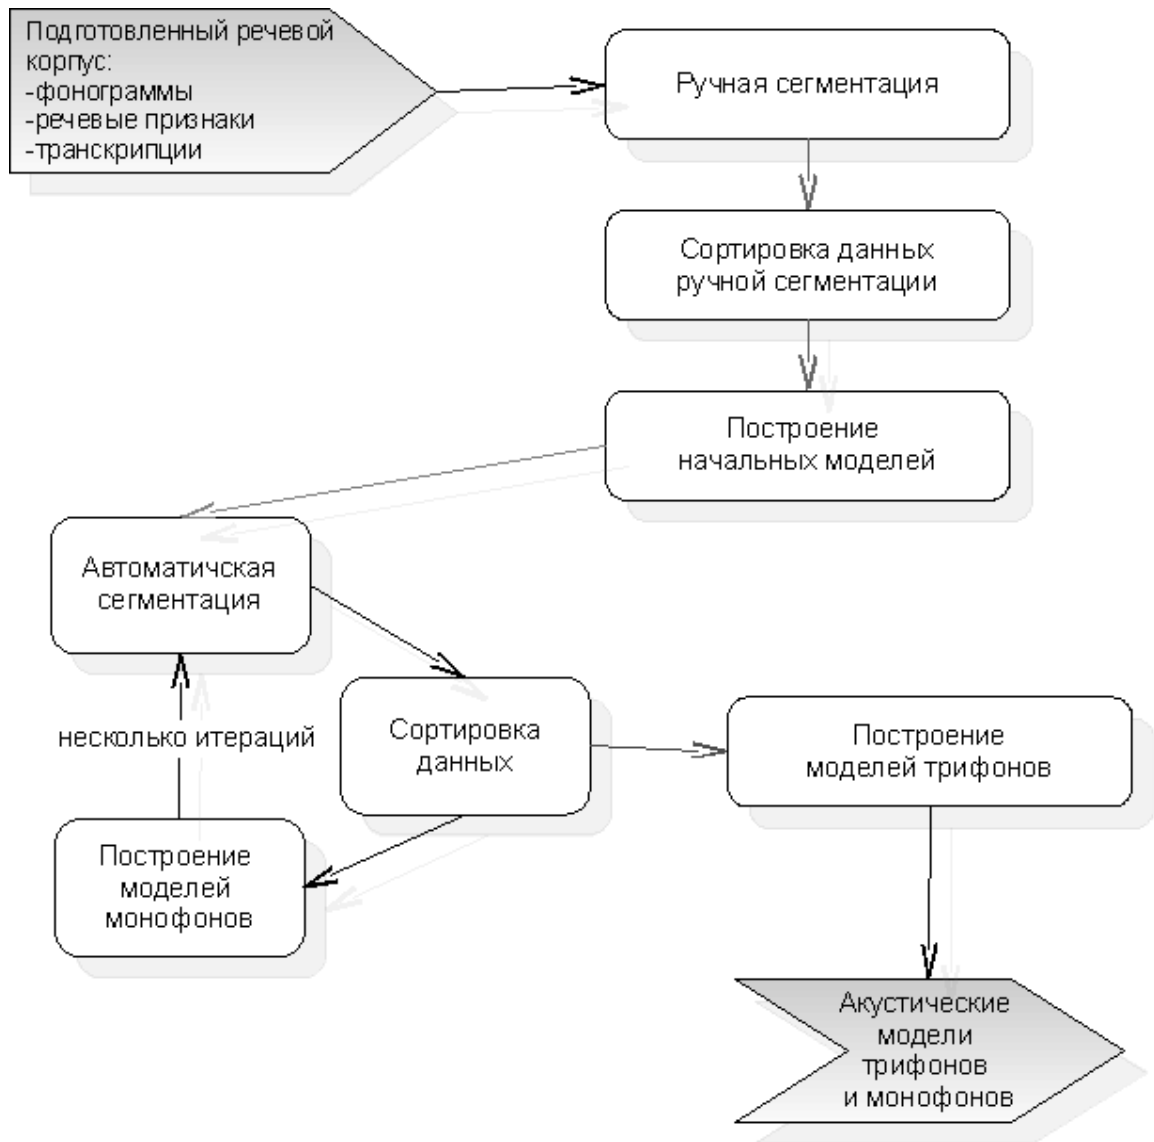 Подготовленный речевой
корпус:
-фонограммы
-речевые признаки
-транскрипции
Ручная сегментация
Сортировка данных
ручной сегментации
Построение
начальных моделей
Автоматичская
сегментация
Сортировка
данных
несколько итераций
Построение
моделей
монофонов
Построение
моделей трифонов
Акустические
модели
трифонов
и монофонов